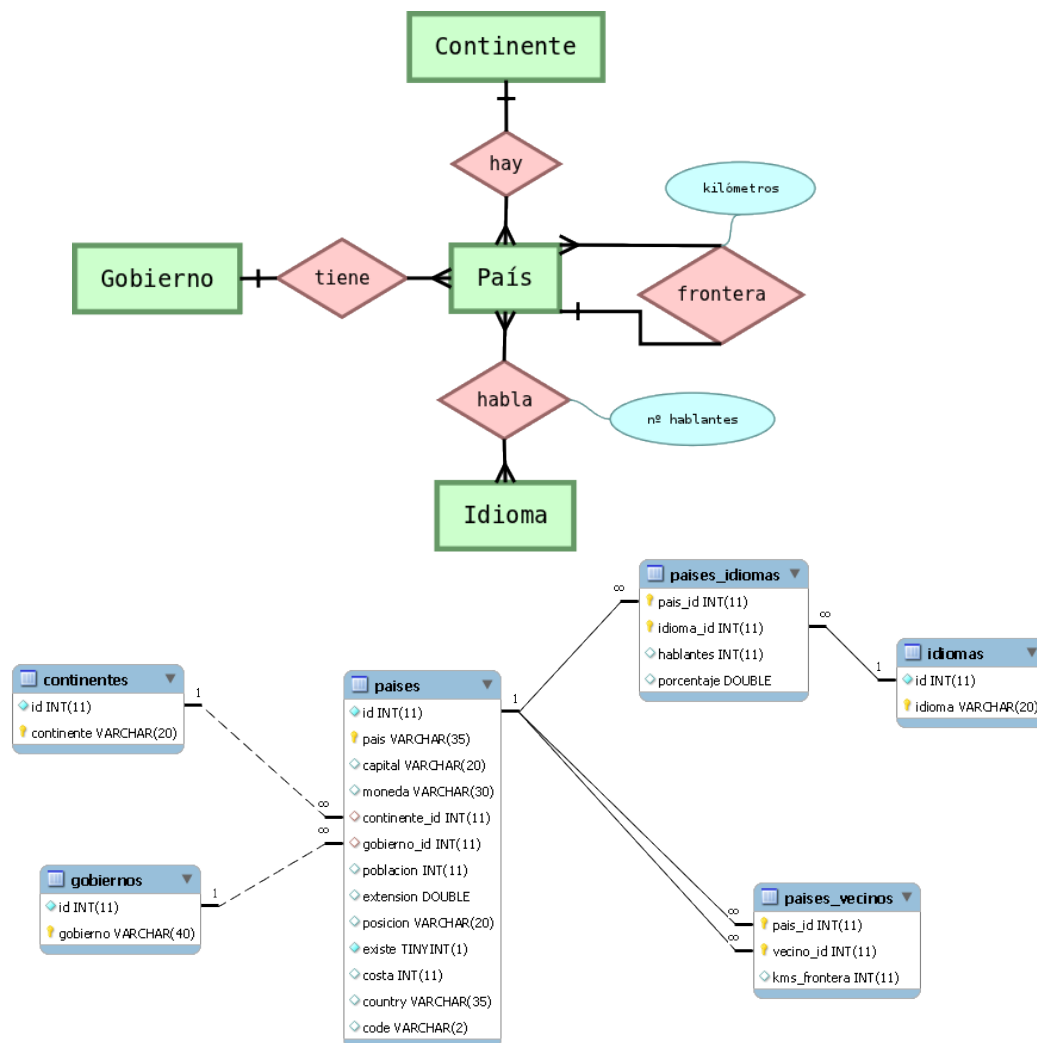 Continente
hay
kilómetros
Gobierno
tiene
País
frontera
habla
nº hablantes
Idioma
paises_idiomas
pais_id INT(11)
idioma_id INT(11)
hablantes INT(11)
porcentaje DOUBLE
∞
∞
1
idiomas
id INT(11)
idioma VARCHAR(20)
continentes
id INT(11)
continente VARCHAR(20)
1
∞
paises
id INT(11)
pais VARCHAR(35)
capital VARCHAR(20)
moneda VARCHAR(30)
continente_id INT(11)
gobierno_id INT(11)
poblacion INT(11)
extension DOUBLE
posicion VARCHAR(20)
existe TINYINT(1)
costa INT(11)
country VARCHAR(35)
code VARCHAR(2)
1
∞
gobiernos
id INT(11)
gobierno VARCHAR(40)
1
paises_vecinos
pais_id INT(11)
vecino_id INT(11)
kms_frontera INT(11)
∞
∞